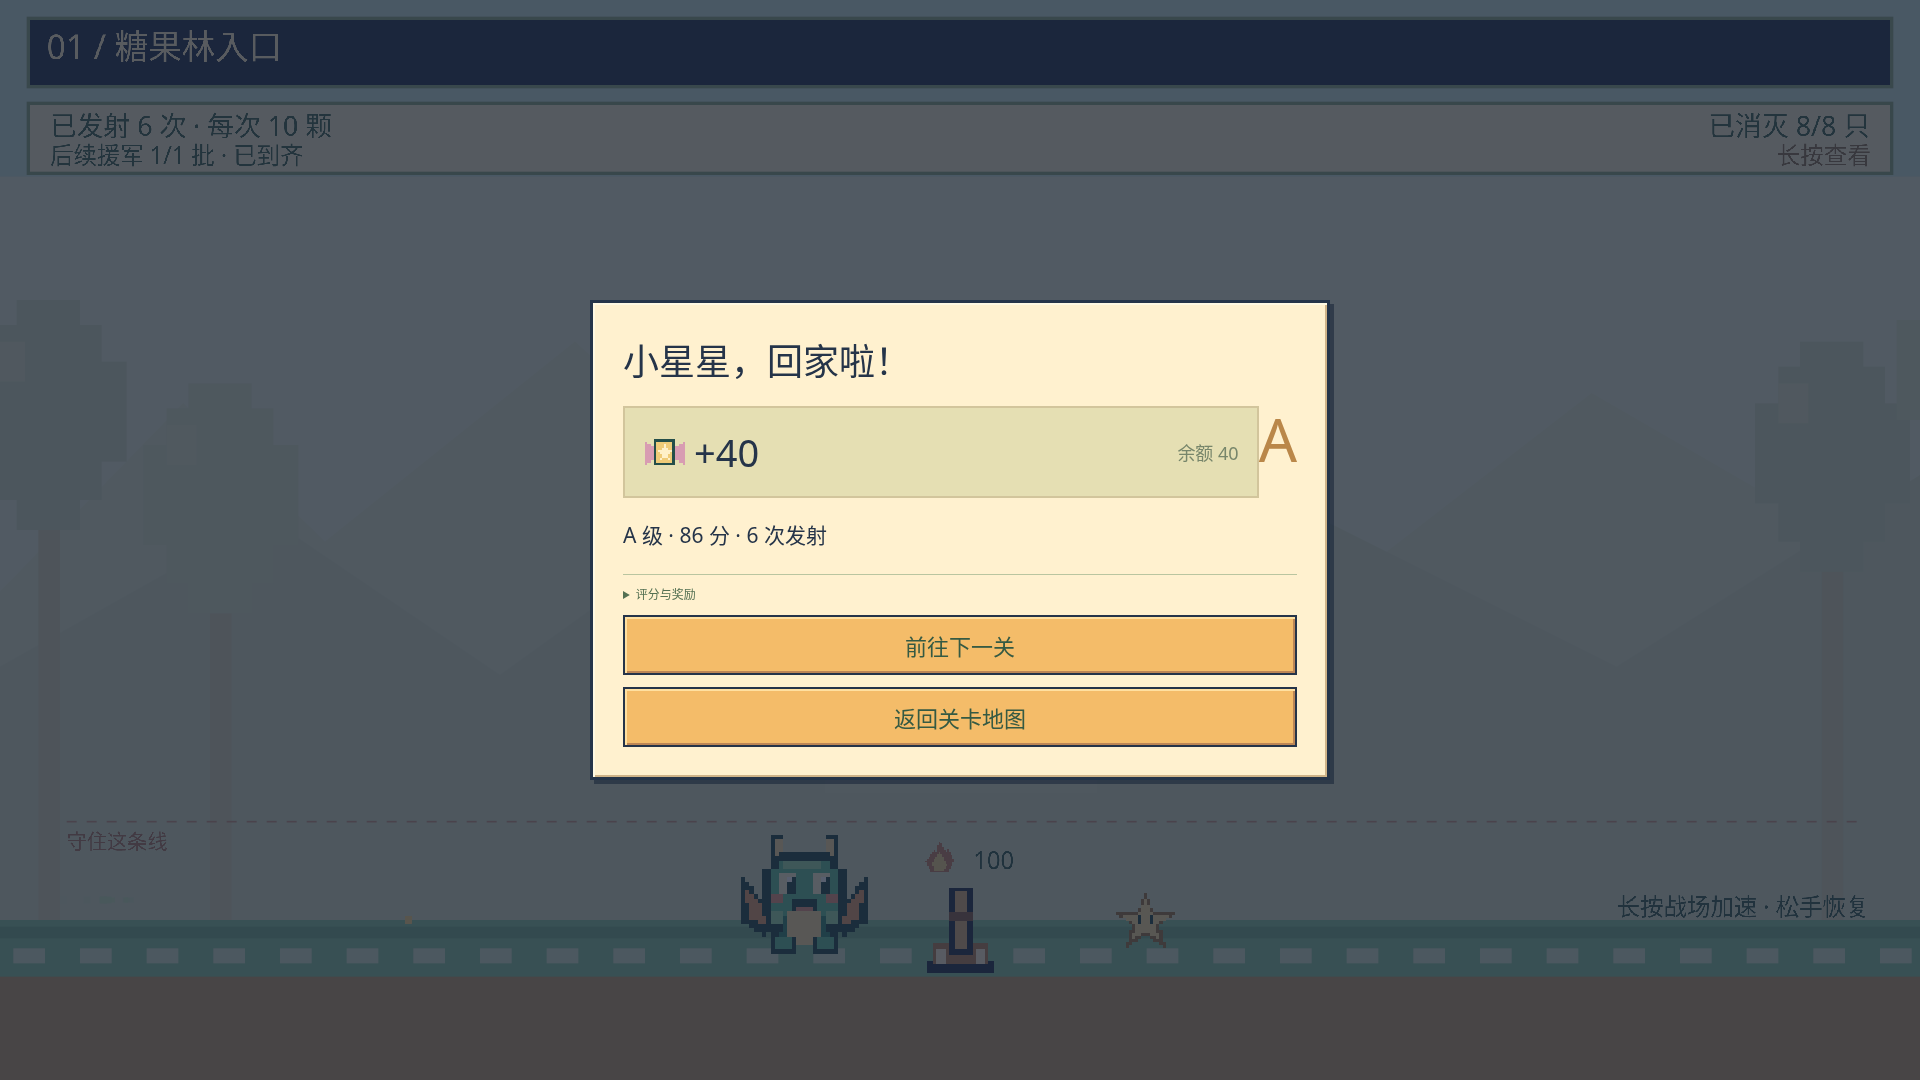 01 / 糖果林入口
已发射 6 次 · 每次 10 颗
已消灭 8/8 只
后续援军 1/1 批 · 已到齐
长按查看
小星星，回家啦！
+40
余额 40
A
A 级 · 86 分 · 6 次发射
评分与奖励
前往下一关
返回关卡地图
守住这条线
100
长按战场加速 · 松手恢复